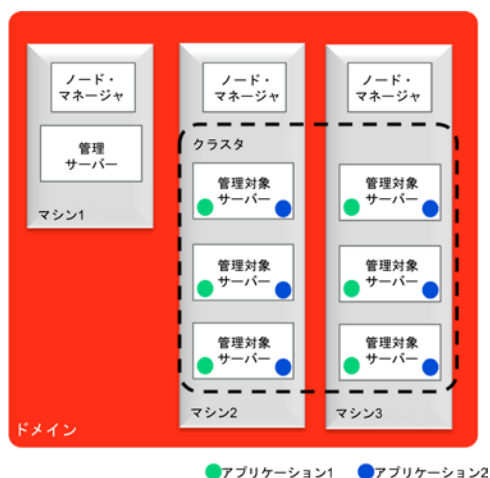 ノード・
マネージャ
管理
サーバー
マシン1
ノード・
マネージャ
クラスタ
管理対象
サーバー
管理対象
サーバー
管理対象
サーバー
マシン2
ノード・
マネージャ
管理対象
サーバー
管理対象
サーバー
管理対象
サーバー
マシン3
ドメイン
アプリケーション1
アプリケーション2